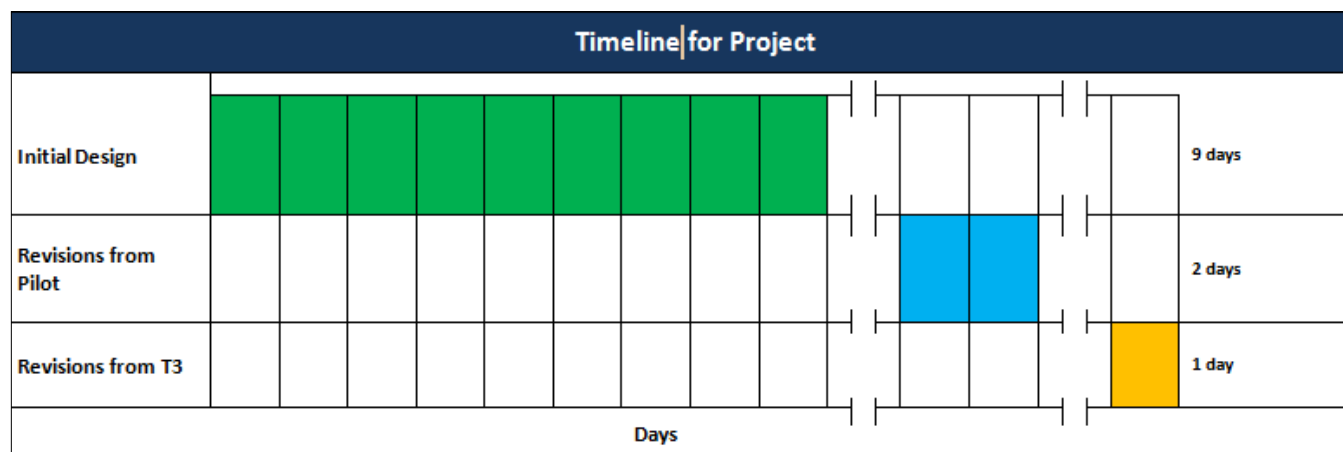 Timeline for Project
Initial Design
9 days
Revisions from
Pilot
2 days
Revisions from T3
1 day
Days